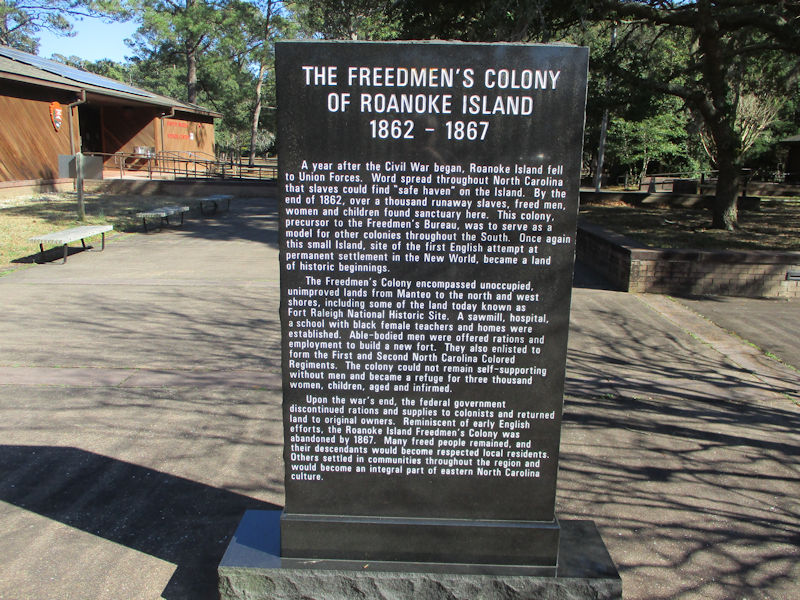 THE FREEDMEN'S COLONY
OF ROANOKE ISLAND
1862 - 1867
A year after the Civil War began, Roanoke Island fell
to Union Forces. Word spread throughout North Carolina
that slaves could find "safe haven" on the Island. By the
end of 1862, over a thousand runaway slaves, freed men,
women and children found sanctuary here. This colony,
precursor to the Freedmen's Bureau, was to serve as a
model for other colonies throughout the South. Once again
this small Island, site of the first English attempt at
permanent settlement in the New World, became a land
of historic beginnings.
The Freedmen's Colony encompassed unoccupied,
unimproved lands from Manteo to the north and west
shores, including some of the land today known as
Fort Raleigh National Historic Site. A sawmill, hospital,
a school with black female teachers and homes were
established. Able-bodied men were offered rations and
employment to build a new fort. They also enlisted to
form the First and Second North Carolina Colored
Regiments. The colony could not remain self-supporting
without men and became a refuge for three thousand
women, children, aged and infirmed.
Upon the war's end, the federal government
discontinued rations and supplies to colonists and returned
land to original owners. Reminiscent of early English
efforts, the Roanoke Island Freedmen's Colony was
abandoned by 1867. Many freed people remained, and
their descendants would become respected local residents.
Others settled in communities throughout the region and
would become an integral part of eastern North Carolina
culture.